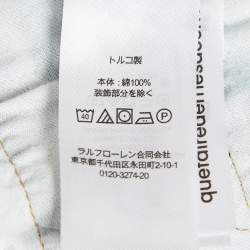 トルコ製
本体：綿100%
装飾部分を除く
40
P
ラルフローレン合同会社
東京都千代田区永田町2-10-1
0120-3274-20